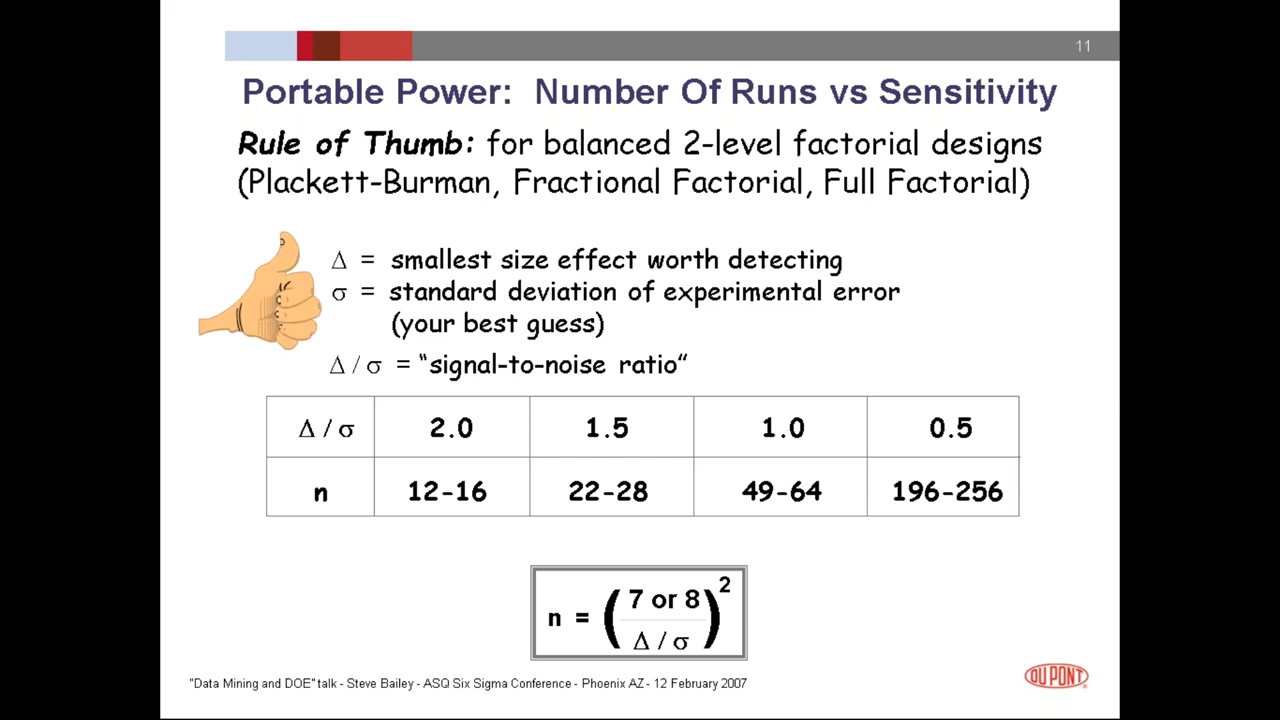 11
Portable Power: Number Of Runs vs Sensitivity
Rule of Thumb: for balanced 2-level factorial designs
(Plackett-Burman, Fractional Factorial, Full Factorial)
Δ = smallest size effect worth detecting
σ = standard deviation of experimental error
(your best guess)
Δ / σ = “signal-to-noise ratio”
Δ / σ 2.0 1.5 1.0 0.5
n 12-16 22-28 49-64 196-256
n = (7 or 8 / Δ / σ)²
"Data Mining and DOE" talk - Steve Bailey - ASQ Six Sigma Conference - Phoenix AZ - 12 February 2007
DU PONT